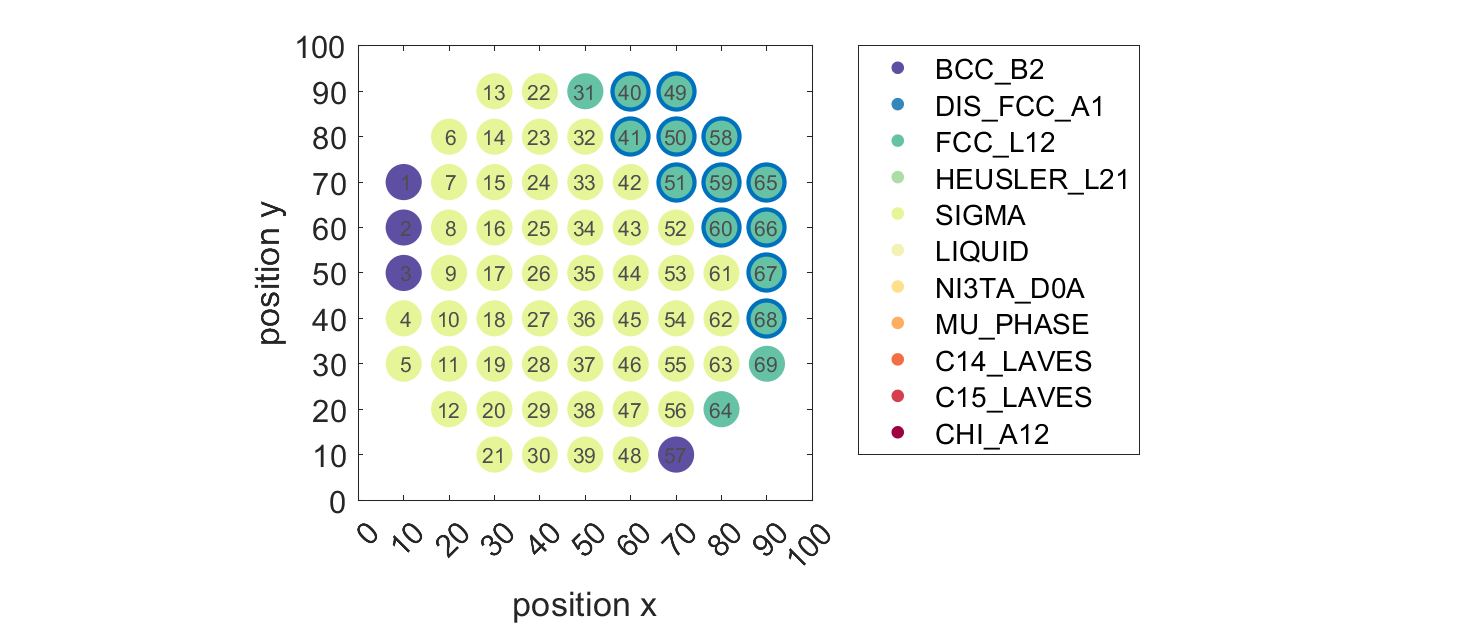 100
90 13 22 31 40 49
80 6 14 23 32 41 50 58
70 1 7 15 24 33 42 51 59 65
60 2 8 16 25 34 43 52 60 66
50 3 9 17 26 35 44 53 61 67
40 4 10 18 27 36 45 54 62 68
30 5 11 19 28 37 46 55 63 69
20 12 20 29 38 47 56 64
10 21 30 39 48 57
0
position y
0 10 20 30 40 50 60 70 80 90 100
position x
BCC_B2
DIS_FCC_A1
FCC_L12
HEUSLER_L21
SIGMA
LIQUID
NI3TA_D0A
MU_PHASE
C14_LAVES
C15_LAVES
CHI_A12